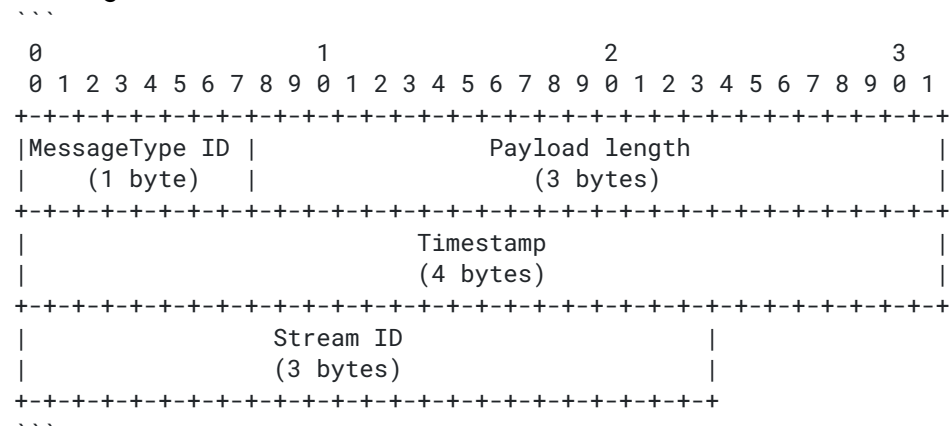 ```
 0                   1                   2                   3
 0 1 2 3 4 5 6 7 8 9 0 1 2 3 4 5 6 7 8 9 0 1 2 3 4 5 6 7 8 9 0 1
+-+-+-+-+-+-+-+-+-+-+-+-+-+-+-+-+-+-+-+-+-+-+-+-+-+-+-+-+-+-+-+-+
|MessageType ID |                Payload length                 |
|    (1 byte)   |                   (3 bytes)                   |
+-+-+-+-+-+-+-+-+-+-+-+-+-+-+-+-+-+-+-+-+-+-+-+-+-+-+-+-+-+-+-+-+
|                           Timestamp                           |
|                           (4 bytes)                           |
+-+-+-+-+-+-+-+-+-+-+-+-+-+-+-+-+-+-+-+-+-+-+-+-+-+-+-+-+-+-+-+-+
|                 Stream ID                     |
|                 (3 bytes)                     |
+-+-+-+-+-+-+-+-+-+-+-+-+-+-+-+-+-+-+-+-+-+-+-+-+
```